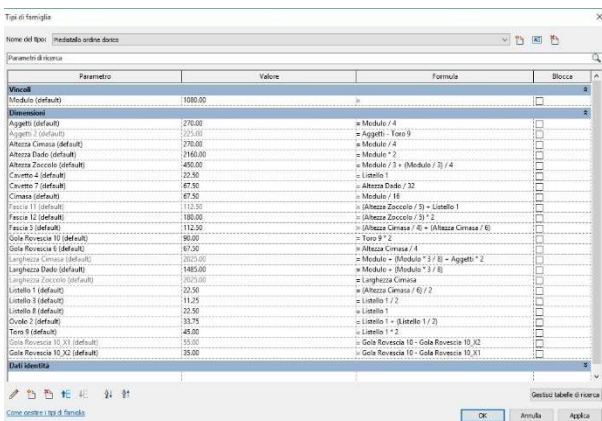 Tipi di famiglia
Nome del tipo: Piedistallo ordine dorico
Parametri di ricerca
Parametro Valore Formula Blocca
Vincoli
Modulo (default) 1080.00 =
Dimensioni
Aggetti (default) 270.00 = Modulo / 4
Aggetti 2 (default) 225.00 = Aggetti - Toro 9
Altezza Cimasa (default) 270.00 = Modulo / 4
Altezza Dado (default) 2160.00 = Modulo * 2
Altezza Zoccolo (default) 450.00 = Modulo / 3 + (Modulo / 3) / 4
Cavetto 4 (default) 22.50 = Listello 1
Cavetto 7 (default) 67.50 = Altezza Dado / 32
Cimasa (default) 67.50 = Modulo / 16
Fascia 11 (default) 112.50 = (Altezza Zoccolo / 5) + Listello 1
Fascia 12 (default) 180.00 = (Altezza Zoccolo / 5) * 2
Fascia 5 (default) 112.50 = (Altezza Cimasa / 4) + (Altezza Cimasa / 6)
Gola Rovescia 10 (default) 90.00 = Toro 9 * 2
Gola Rovescia 6 (default) 67.50 = Altezza Cimasa / 4
Larghezza Cimasa (default) 2025.00 = Modulo + (Modulo * 3 / 8) + Aggetti * 2
Larghezza Dado (default) 1485.00 = Modulo + (Modulo * 3 / 8)
Larghezza Zoccolo (default) 2025.00 = Larghezza Cimasa
Listello 1 (default) 22.50 = (Altezza Cimasa / 6) / 2
Listello 3 (default) 11.25 = Listello 1 / 2
Listello 8 (default) 22.50 = Listello 1
Ovolo 2 (default) 33.75 = Listello 1 + (Listello 1 / 2)
Toro 9 (default) 45.00 = Listello 1 * 2
Gola Rovescia 10_X1 (default) 55.00 = Gola Rovescia 10 - Gola Rovescia 10_X2
Gola Rovescia 10_X2 (default) 35.00 = Gola Rovescia 10 - Gola Rovescia 10_X1
Dati identità
Gestisci tabelle di ricerca
Come gestire i tipi di famiglia
OK Annulla Applica